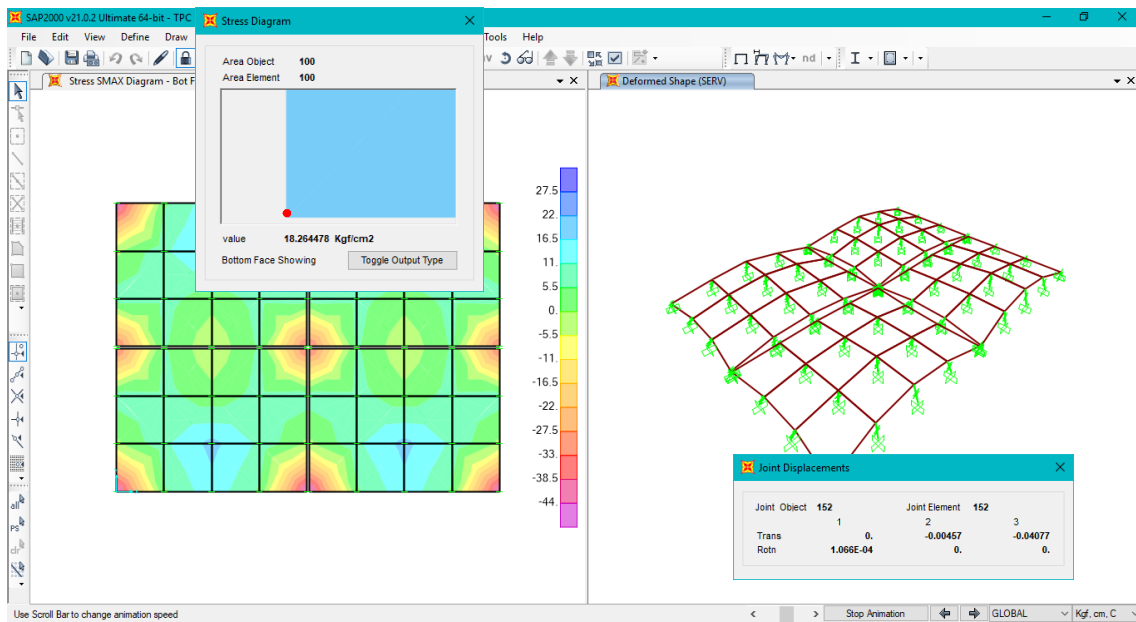 SAP2000 v21.0.2 Ultimate 64-bit - TPC
File Edit View Define Draw
Tools Help
nd
Stress SMAX Diagram - Bot F
Stress Diagram
Area Object 100
Area Element 100
value 18.264478 Kgf/cm2
Bottom Face Showing
Toggle Output Type
27.5
22.
16.5
11.
5.5
0.
-5.5
-11.
-16.5
-22.
-27.5
-33.
-38.5
-44.
all
PS
clr
Deformed Shape (SERV)
Joint Displacements
Joint Object 152 Joint Element 152
1 2 3
Trans 0. -0.00457 -0.04077
Rotn 1.066E-04 0. 0.
Use Scroll Bar to change animation speed
Stop Animation
GLOBAL
Kgf, cm, C